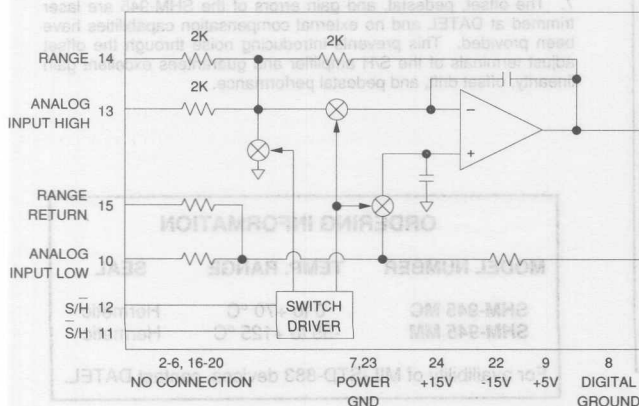 7. The offset, pedestal, and gain errors of the SHM-945 are laser
trimmed at DATEL and no external compensation capabilities have
been provided. This prevents introducing noise through the offset
adjust terminals of the S/H amplifier and guarantees excellent gain
linearity, offset drift, and pedestal performance.
2K 2K
RANGE 14
2K
ANALOG
INPUT HIGH 13
− +
RANGE
RETURN 15
ANALOG
INPUT LOW 10
S/H̅ 12
S̅/H 11
SWITCH
DRIVER
ORDERING INFORMATION
MODEL NUMBER TEMP. RANGE SEAL
SHM-945 MC +70 °C
SHM-945 MM +125 °C
2-6, 16-20 7,23 24 22 9 8
NO CONNECTION POWER +15V -15V +5V DIGITAL
GND GROUND